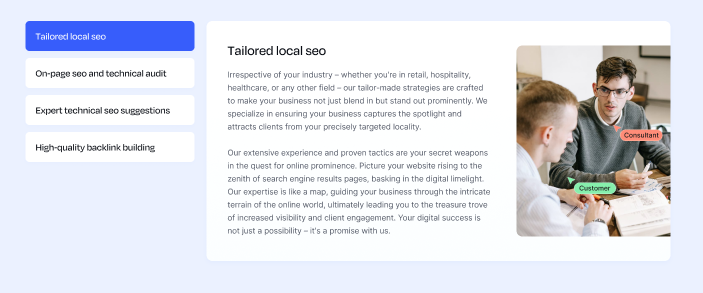 Tailored local seo
On-page seo and technical audit
Expert technical seo suggestions
High-quality backlink building
Tailored local seo
Irrespective of your industry – whether you're in retail, hospitality,
healthcare, or any other field – our tailor-made strategies are crafted
to make your business not just blend in but stand out prominently. We
specialize in ensuring your business captures the spotlight and
attracts clients from your precisely targeted locality.
Our extensive experience and proven tactics are your secret weapons
in the quest for online prominence. Picture your website rising to the
zenith of search engine results pages, basking in the digital limelight.
Our expertise is like a map, guiding your business through the intricate
terrain of the online world, ultimately leading you to the treasure trove
of increased visibility and client engagement. Your digital success is
not just a possibility – it's a promise with us.
Consultant
Customer